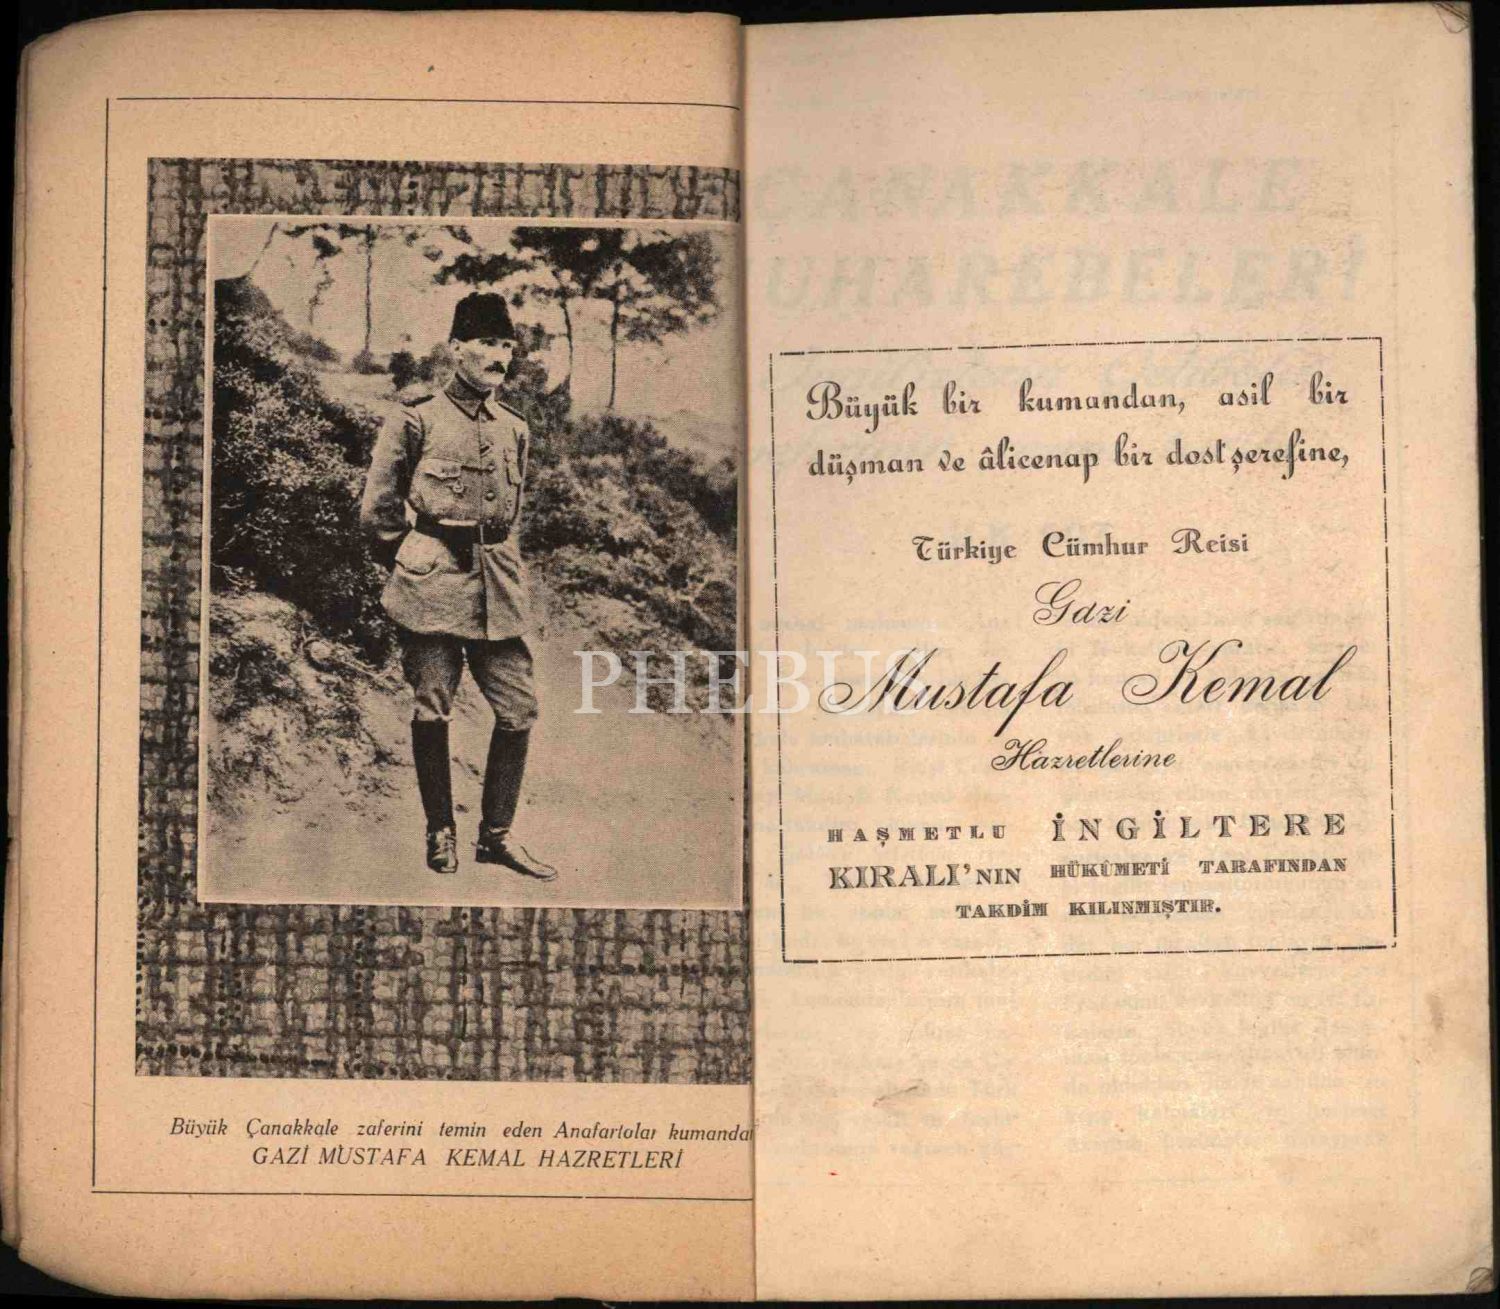 Büyük Çanakkale zaferini temin eden Anafartalar
GAZİ MUSTAFA KEMAL HAZRETLERİ
ÇANAKKALE
Büyük bir kumandan, asil bir
düşman ve âlicenap bir dost şerefine,
Türkiye Cümhur Reisi
Gazi
Mustafa Kemal
Hazretlerine
HAŞMETLU İNGİLTERE
KIRALI'NIN HÜKÛMETİ TARAFINDAN
TAKDİM KILINMIŞTIR.
PHEBUS